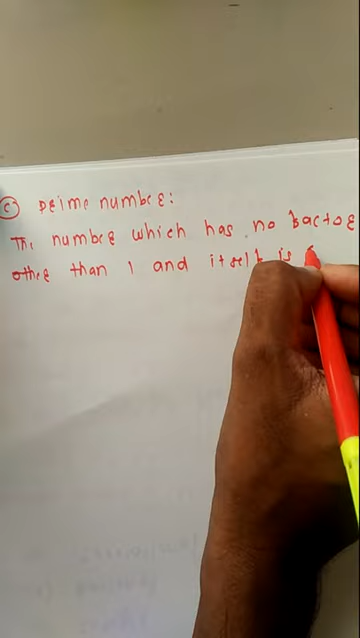 (c) Prime number:
The number which has no factor
other than 1 and itself is